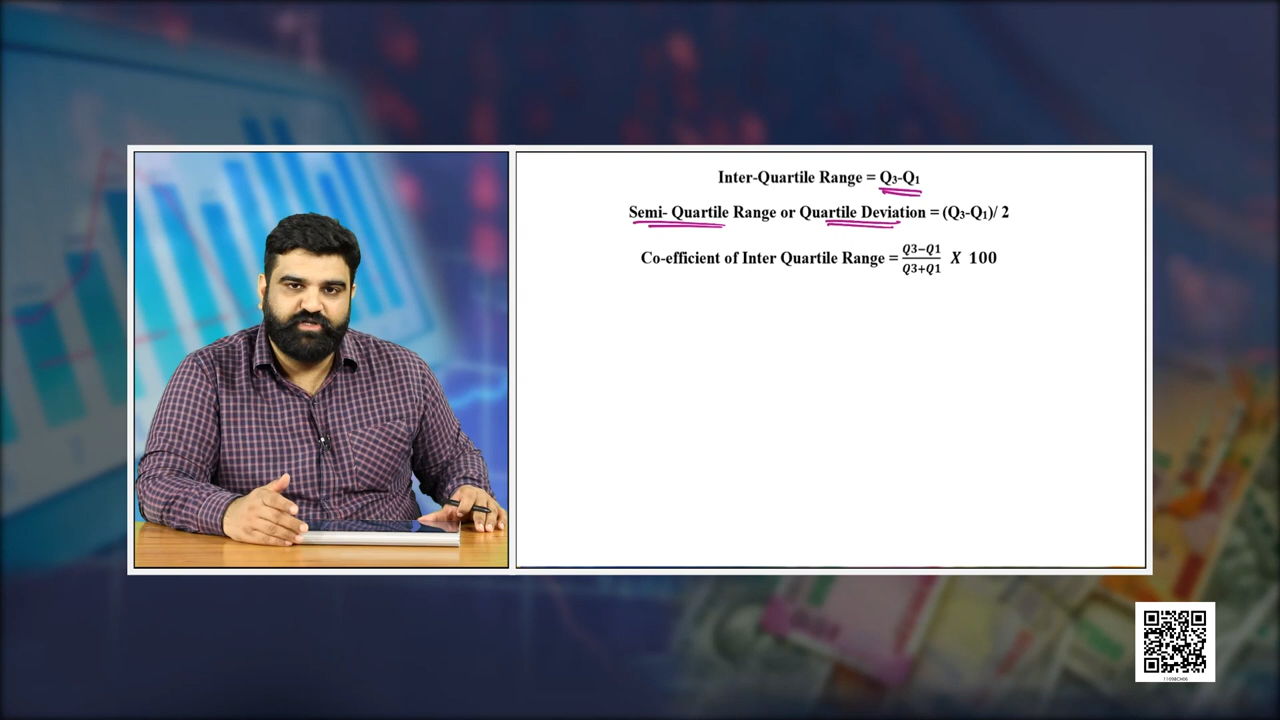 Inter-Quartile Range = Q₃-Q₁
Semi- Quartile Range or Quartile Deviation = (Q₃-Q₁)/ 2
Co-efficient of Inter Quartile Range = Q3−Q1/Q3+Q1 X 100